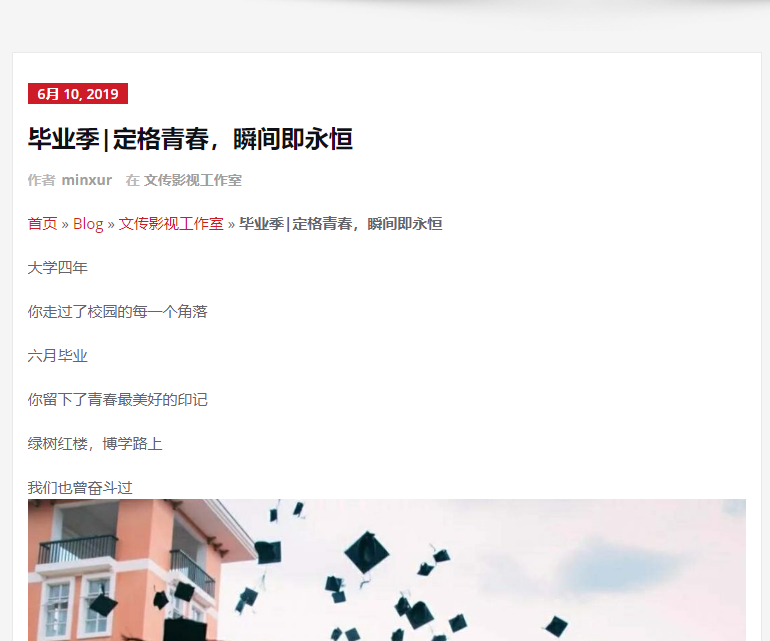 6月 10, 2019
毕业季|定格青春，瞬间即永恒
作者 minxur 在 文传影视工作室
首页 » Blog » 文传影视工作室 » 毕业季|定格青春，瞬间即永恒
大学四年
你走过了校园的每一个角落
六月毕业
你留下了青春最美好的印记
绿树红楼，博学路上
我们也曾奋斗过